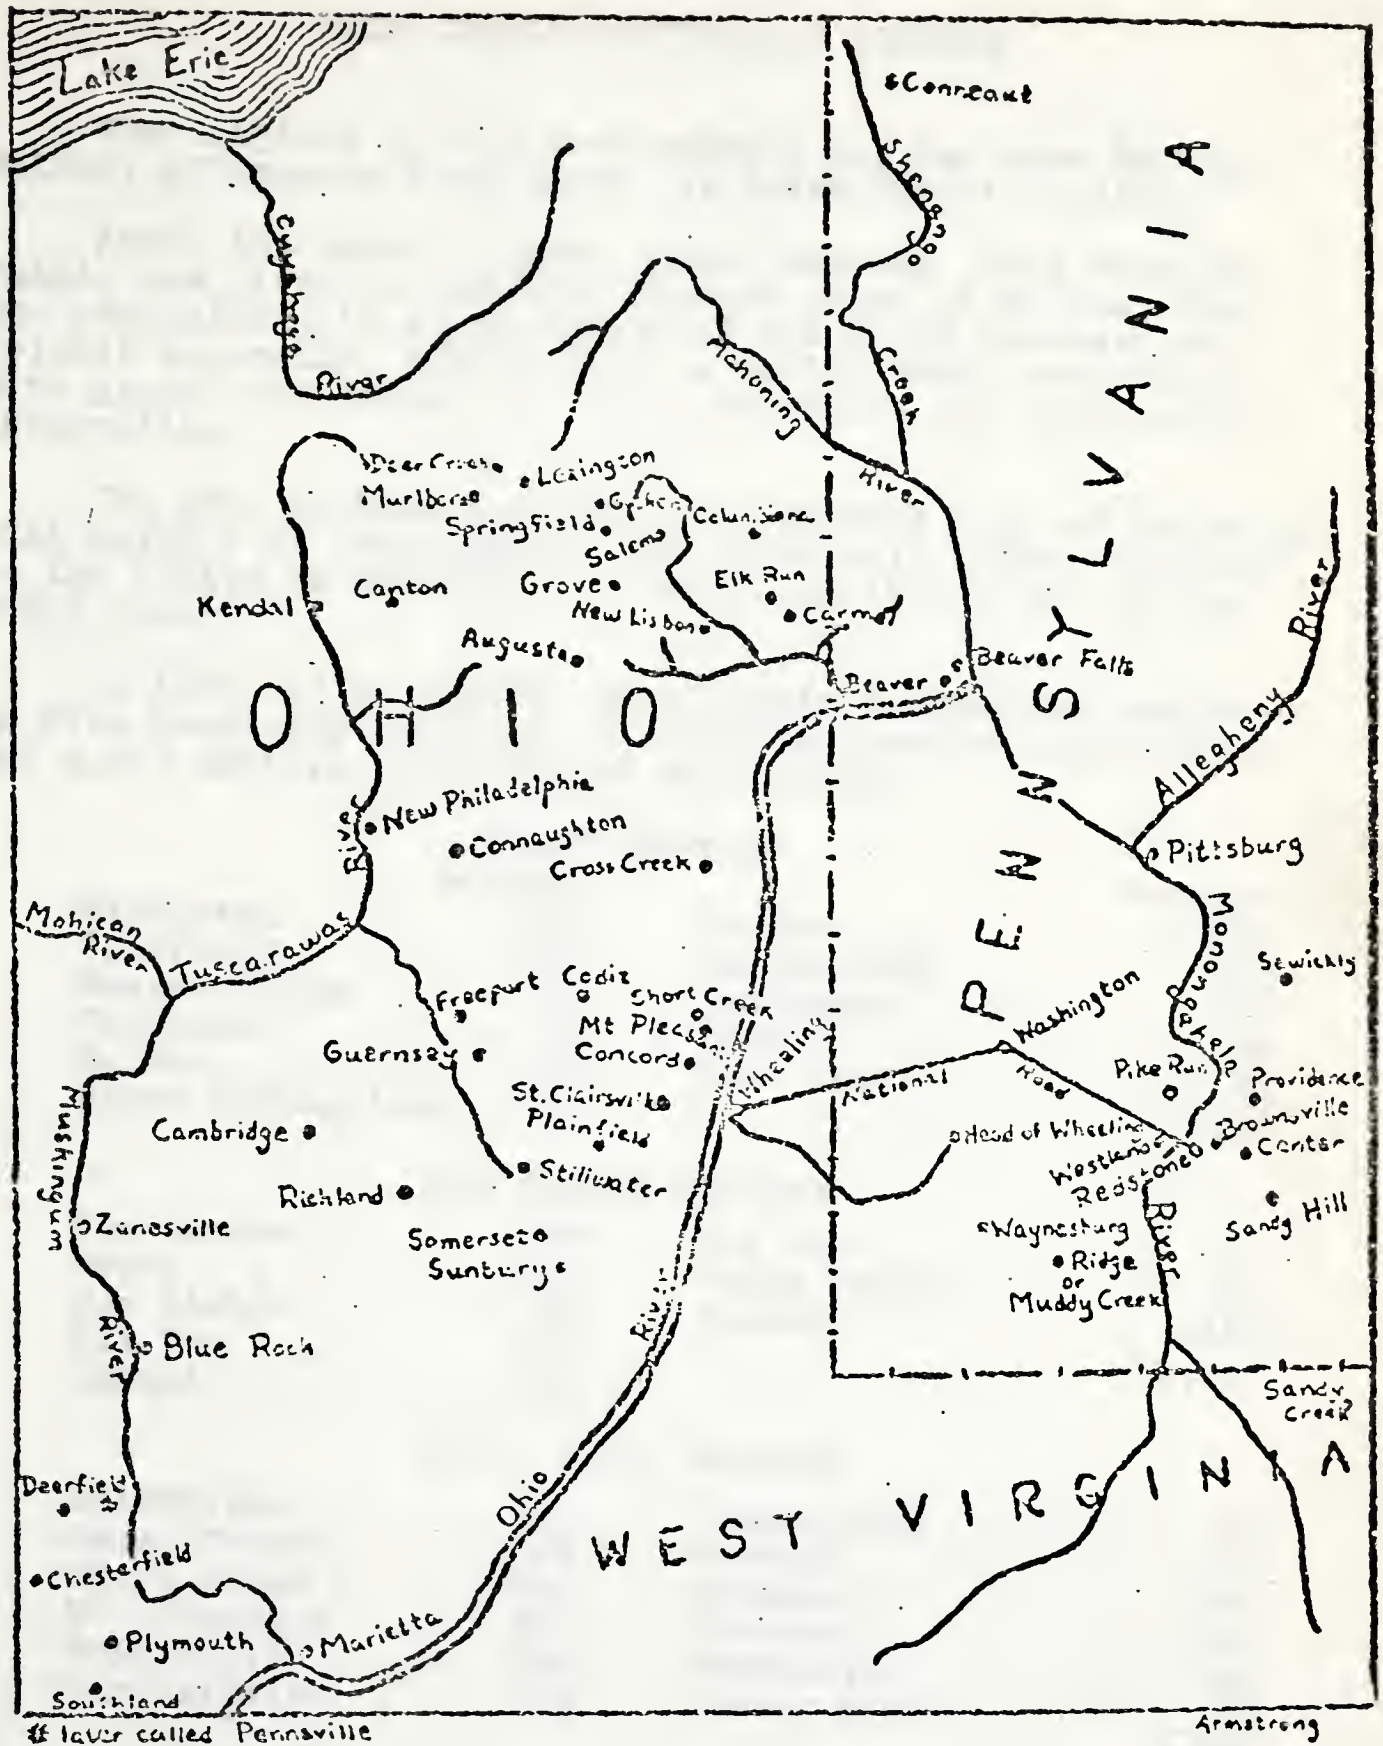 Lake Erie
Conneaut
Shenango
Creek
Cuyahoga
River
Mahoning
River
PENNSYLVANIA
Deer Creek
Lexington
Marlboro
Springfield
Salem
Columbiana
Canton
Grove
Elk Run
Kendal
New Lisbon
Carmel
Augusta
Beaver Falls
Beaver
OHIO
Allegheny
River
New Philadelphia
River
Connaughton
Cross Creek
Pittsburg
Mohican
River
Tuscarawas
Monongahela
Sewickly
Freeport
Cadiz
Short Creek
Mt Pleasant
Washington
Guernsey
Concord
Wheeling
National
Road
Pike Run
Providence
St. Clairsville
Plainfield
Brownsville
Center
Head of Wheeling
Westland
Redstone
Muskingum
Cambridge
Stillwater
Richland
Zanesville
Somerset
Sunbury
Waynesburg
River
Sandy Hill
Ridge
or
Muddy Creek
River
Blue Rock
River
Sandy
Creek
Deerfield
#
Ohio
WEST VIRGINIA
Chesterfield
Plymouth
Marietta
Southland
# later called Pennsville
Armstrong